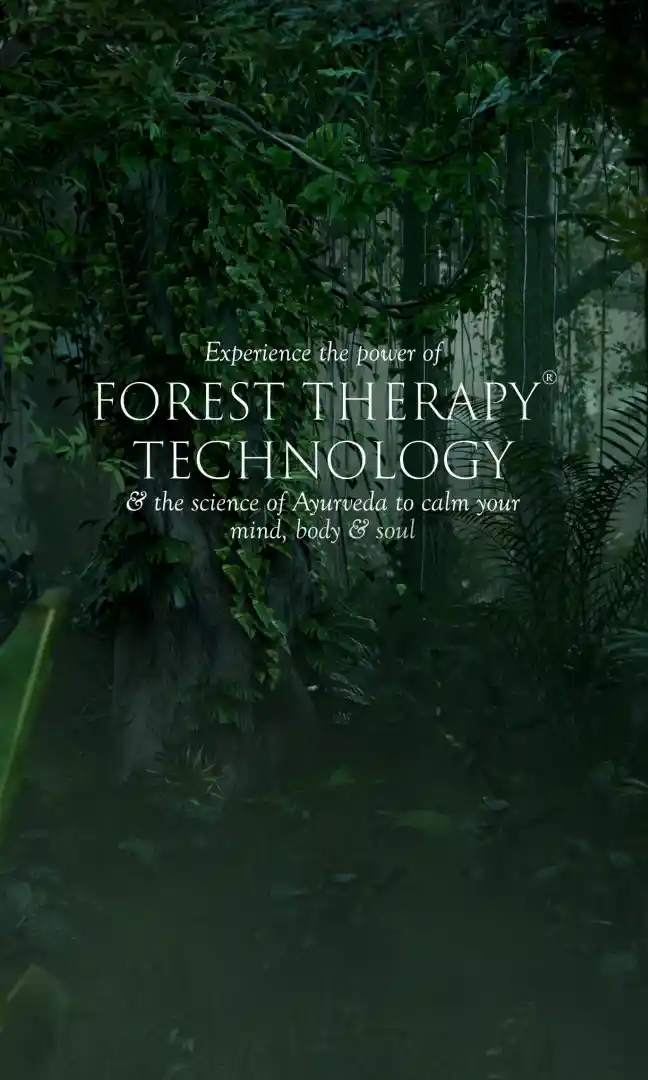 Experience the power of
FOREST THERAPY®
TECHNOLOGY
& the science of Ayurveda to calm your
mind, body & soul